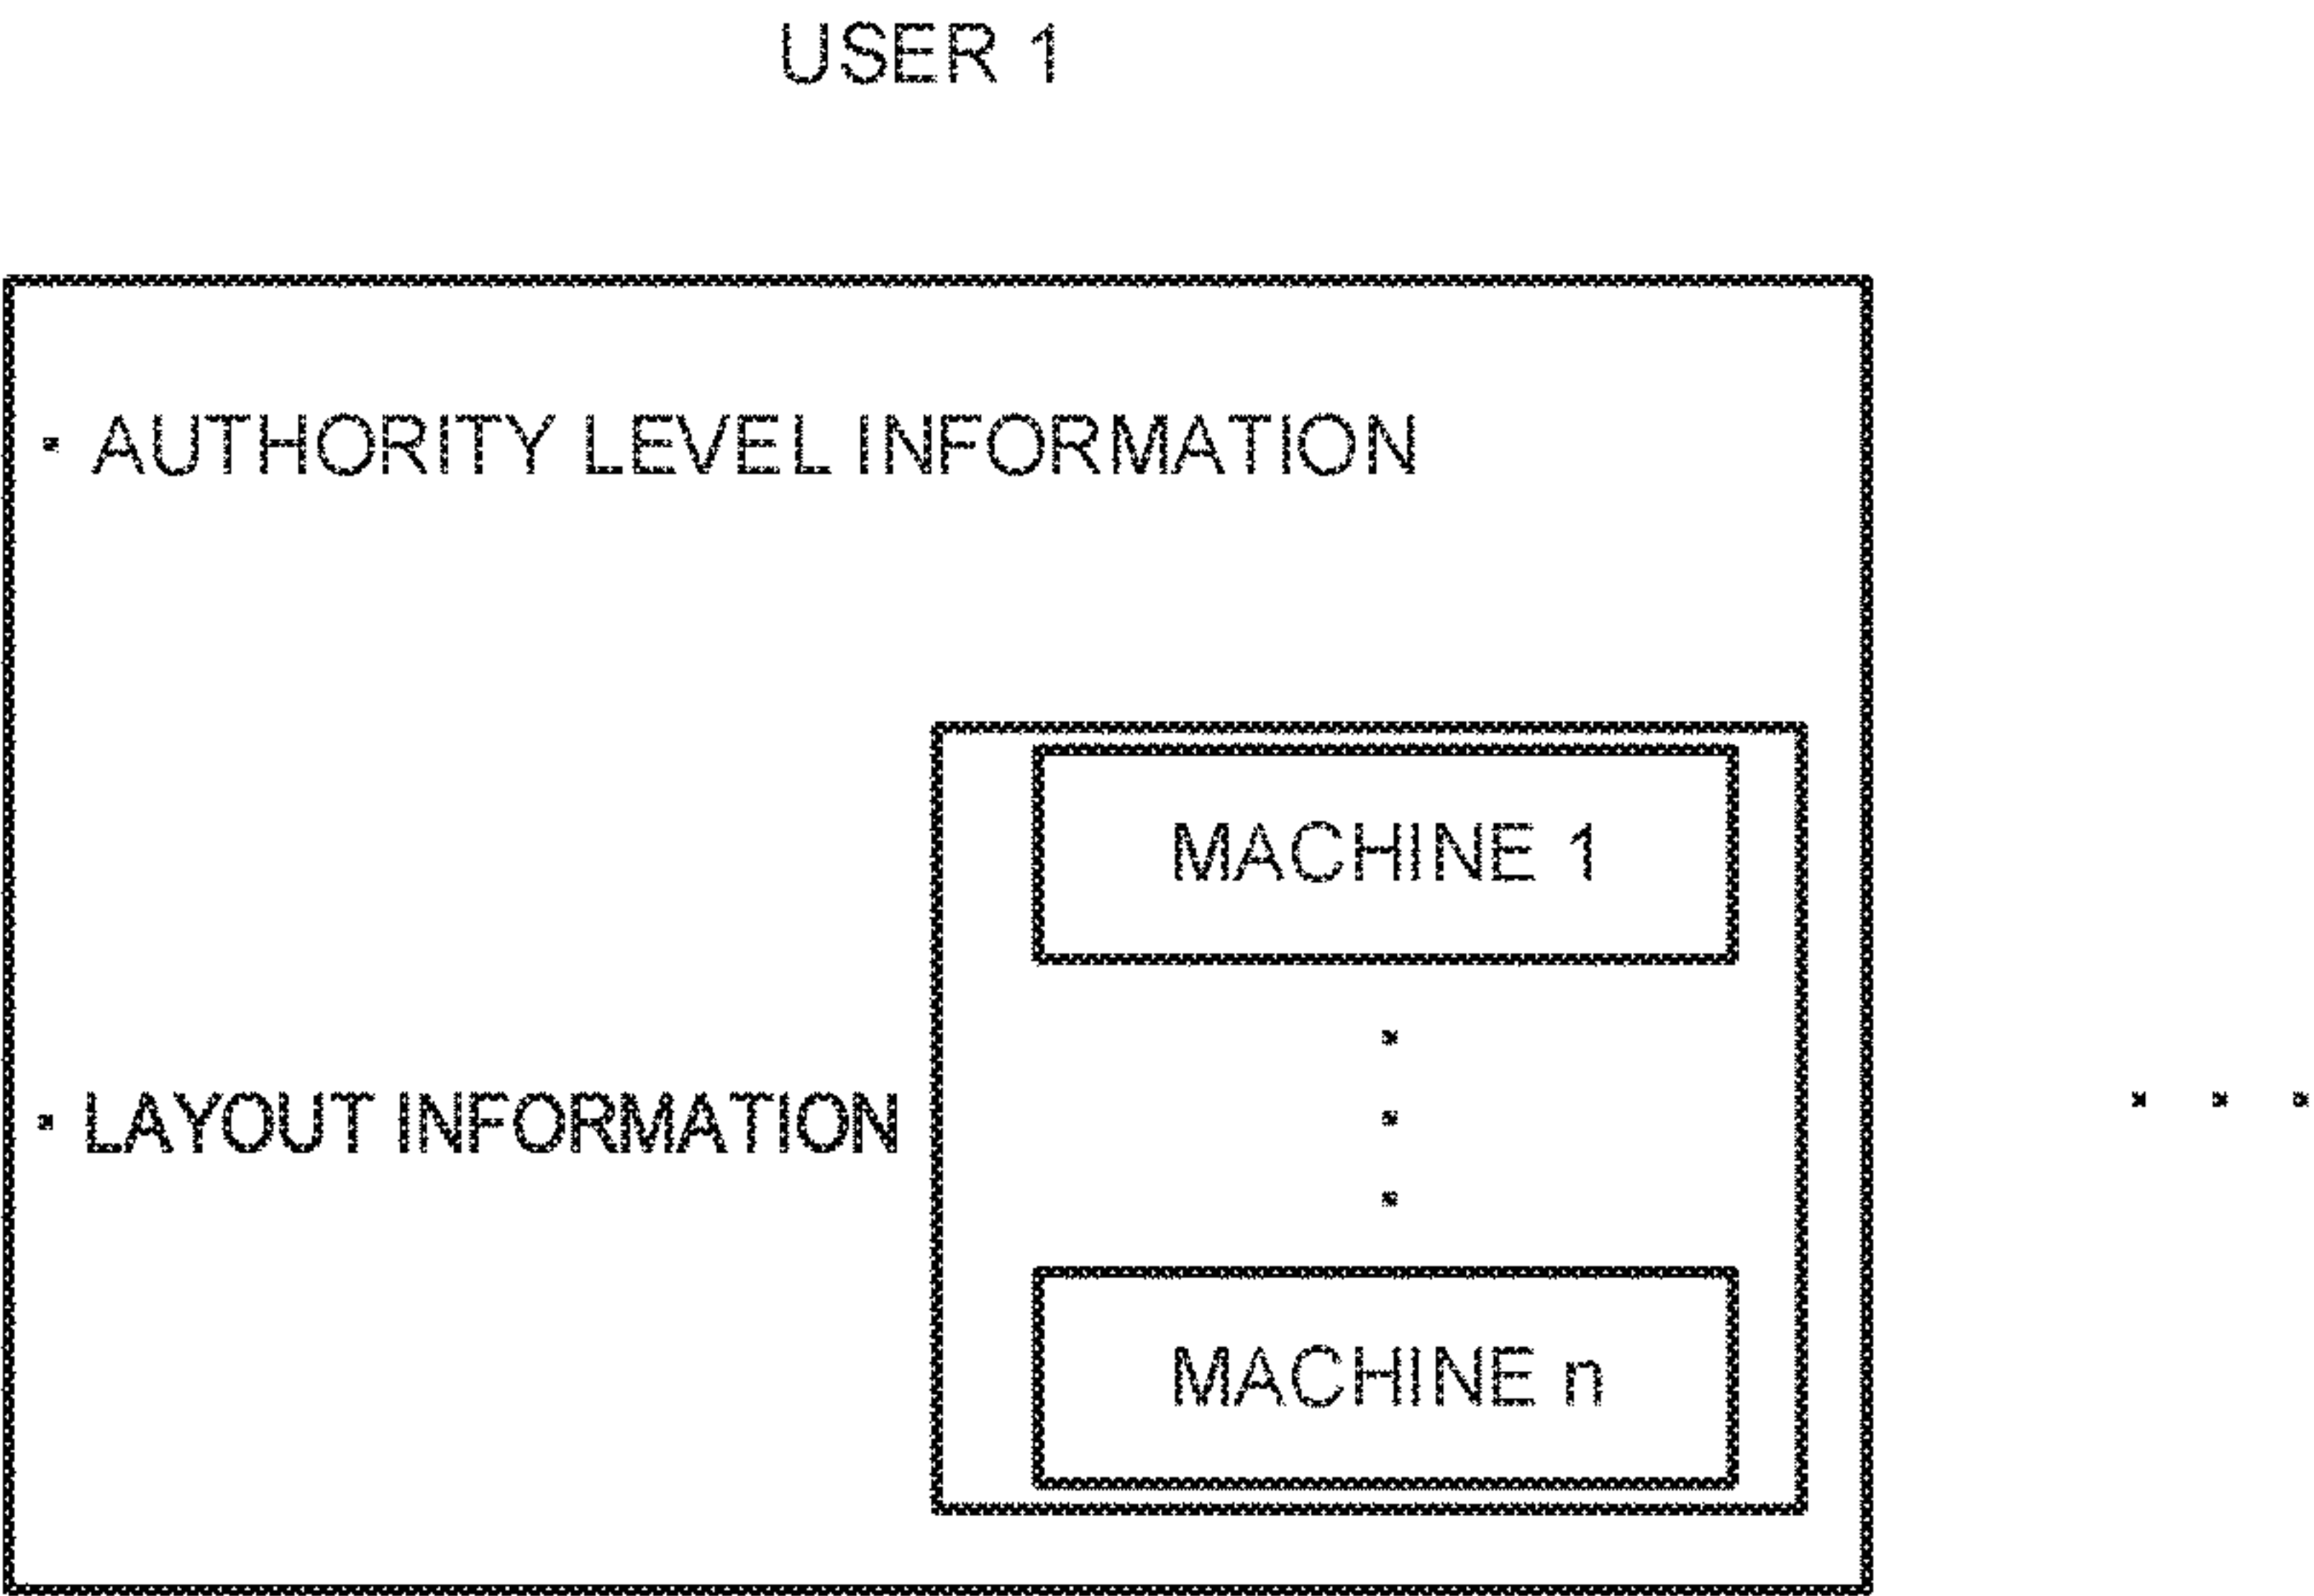 USER 1
· AUTHORITY LEVEL INFORMATION
MACHINE 1
· LAYOUT INFORMATION
MACHINE n